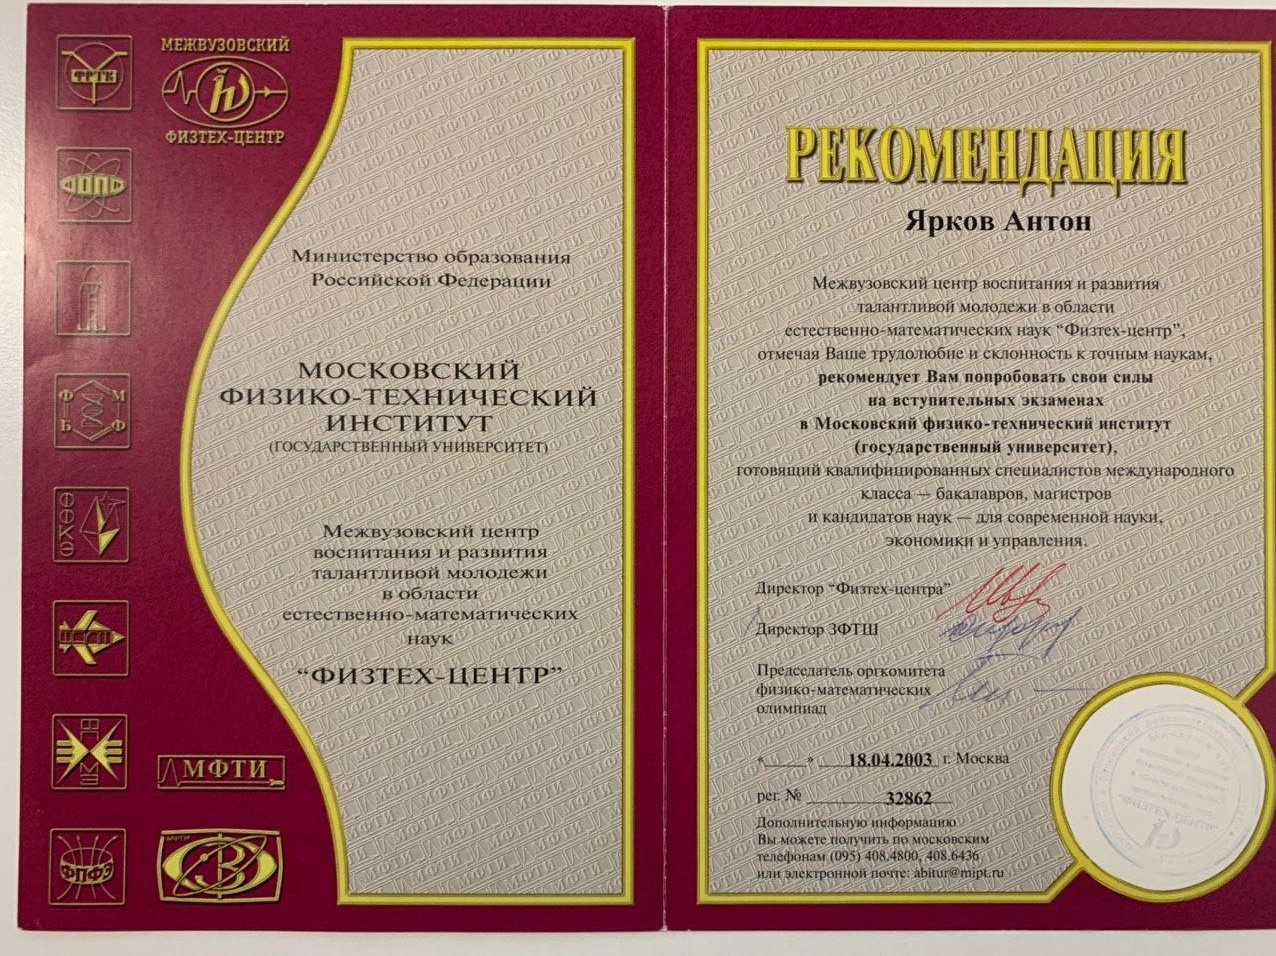 МЕЖВУЗОВСКИЙ
ФИЗТЕХ-ЦЕНТР
ФРТК
ФОПФ
Ф М
Б Ф
Ф
Ф
К
Э
МФТИ
ФПФЭ
Министерство образования
Российской Федерации
МОСКОВСКИЙ
ФИЗИКО-ТЕХНИЧЕСКИЙ
ИНСТИТУТ
(ГОСУДАРСТВЕННЫЙ УНИВЕРСИТЕТ)
Межвузовский центр
воспитания и развития
талантливой молодежи
в области
естественно-математических
наук
“ФИЗТЕХ-ЦЕНТР”
РЕКОМЕНДАЦИЯ
Ярков Антон
Межвузовский центр воспитания и развития
талантливой молодежи в области
естественно-математических наук “Физтех-центр”,
отмечая Ваше трудолюбие и склонность к точным наукам,
рекомендует Вам попробовать свои силы
на вступительных экзаменах
в Московский физико-технический институт
(государственный университет),
готовящий квалифицированных специалистов международного
класса — бакалавров, магистров
и кандидатов наук — для современной науки,
экономики и управления.
Директор “Физтех-центра”
Директор ЗФТШ
Председатель оргкомитета
физико-математических
олимпиад
«____» 18.04.2003 г. Москва
рег. № 32862
Дополнительную информацию
Вы можете получить по московским
телефонам (095) 408.4800, 408.6436
или электронной почте: abitur@mipt.ru
“ФИЗТЕХ-ЦЕНТР”